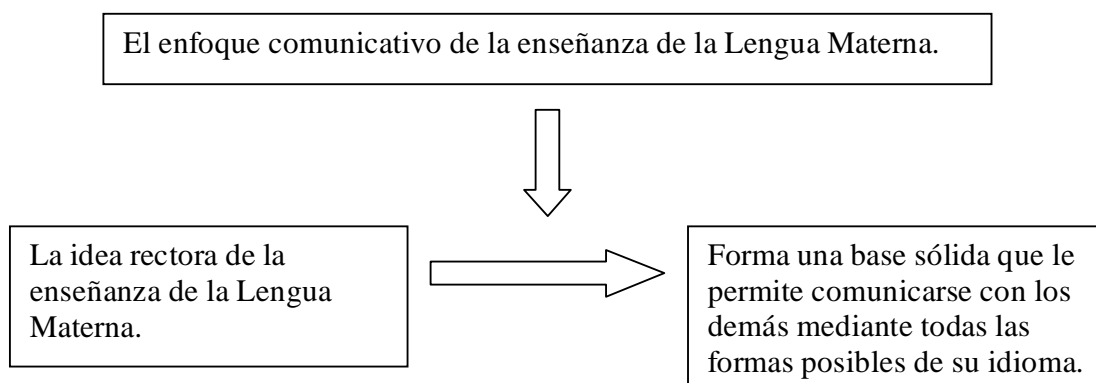 El enfoque comunicativo de la enseñanza de la Lengua Materna.
La idea rectora de la
enseñanza de la Lengua
Materna.
Forma una base sólida que le
permite comunicarse con los
demás mediante todas las
formas posibles de su idioma.